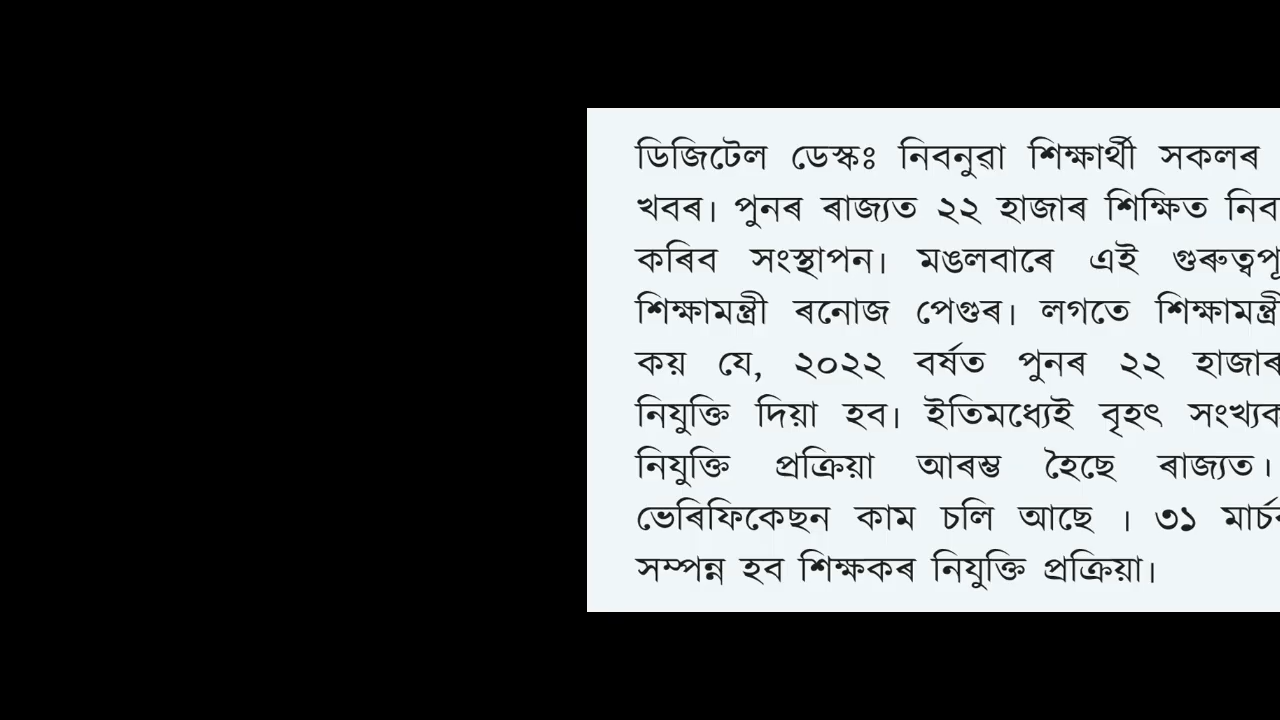 ডিজিটেল ডেস্কঃ নিবনুৱা শিক্ষাৰ্থী সকলৰ
খবৰ। পুনৰ ৰাজ্যত ২২ হাজাৰ শিক্ষিত
কৰিব সংস্থাপন। মঙলবাৰে এই
শিক্ষামন্ত্ৰী ৰনোজ পেগুৰ। লগতে শিক্ষামন্ত্ৰী
কয় যে, ২০২২ বৰ্ষত পুনৰ ২২ হাজাৰ
নিযুক্তি দিয়া হব। ইতিমধ্যেই বৃহৎ
নিযুক্তি প্ৰক্ৰিয়া আৰম্ভ হৈছে ৰাজ্যত।
ভেৰিফিকেছন কাম চলি আছে । ৩১
সম্পন্ন হব শিক্ষকৰ নিযুক্তি প্ৰক্ৰিয়া।